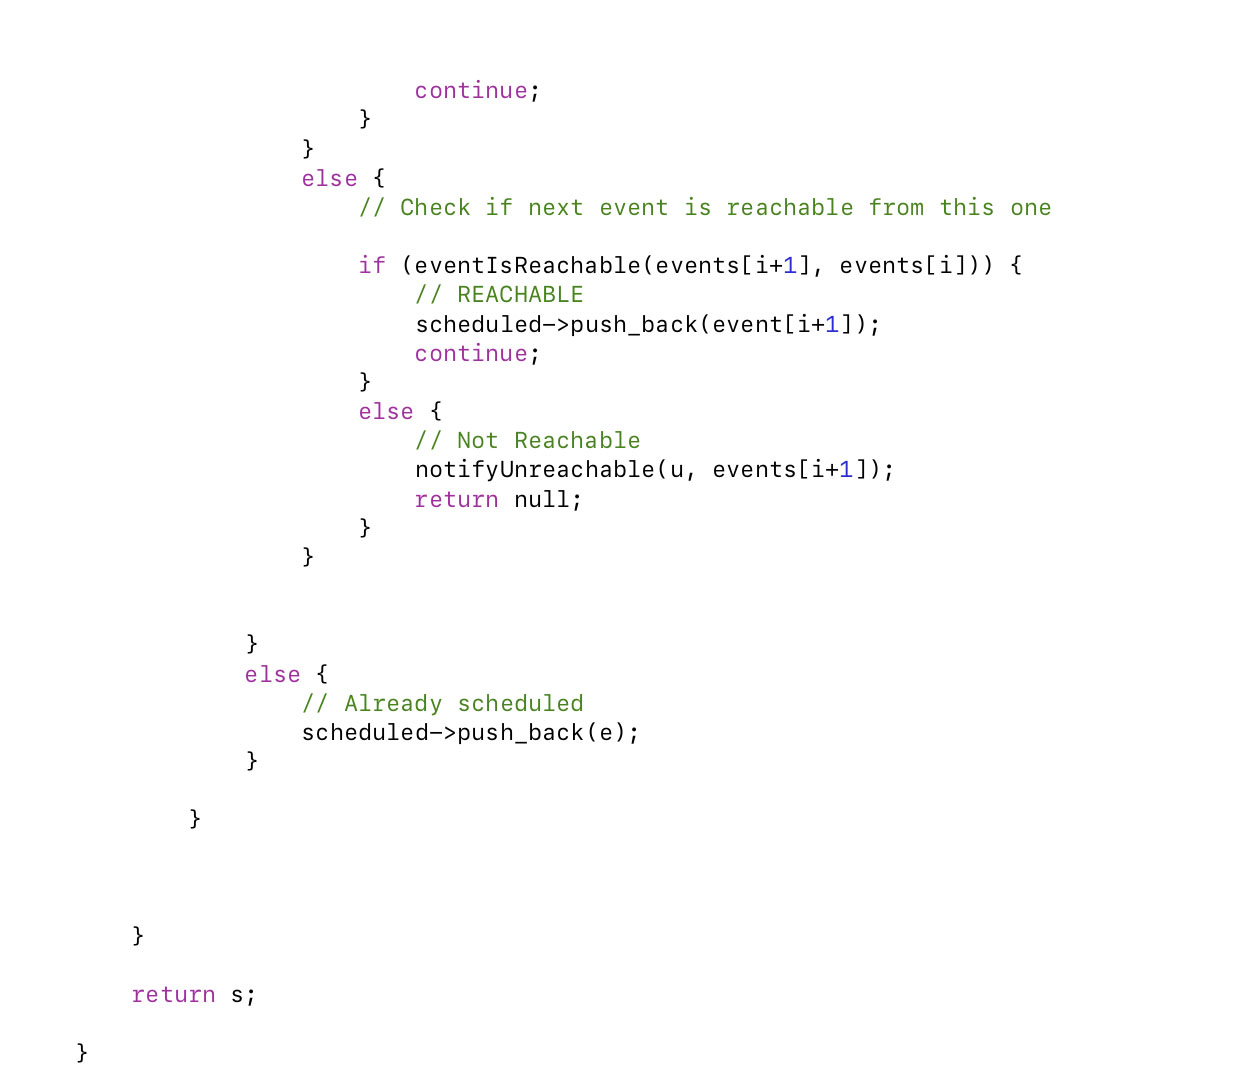 continue;
}
}
else {
// Check if next event is reachable from this one
if (eventIsReachable(events[i+1], events[i])) {
// REACHABLE
scheduled->push_back(event[i+1]);
continue;
}
else {
// Not Reachable
notifyUnreachable(u, events[i+1]);
return null;
}
}
}
else {
// Already scheduled
scheduled->push_back(e);
}
}
}
return s;
}